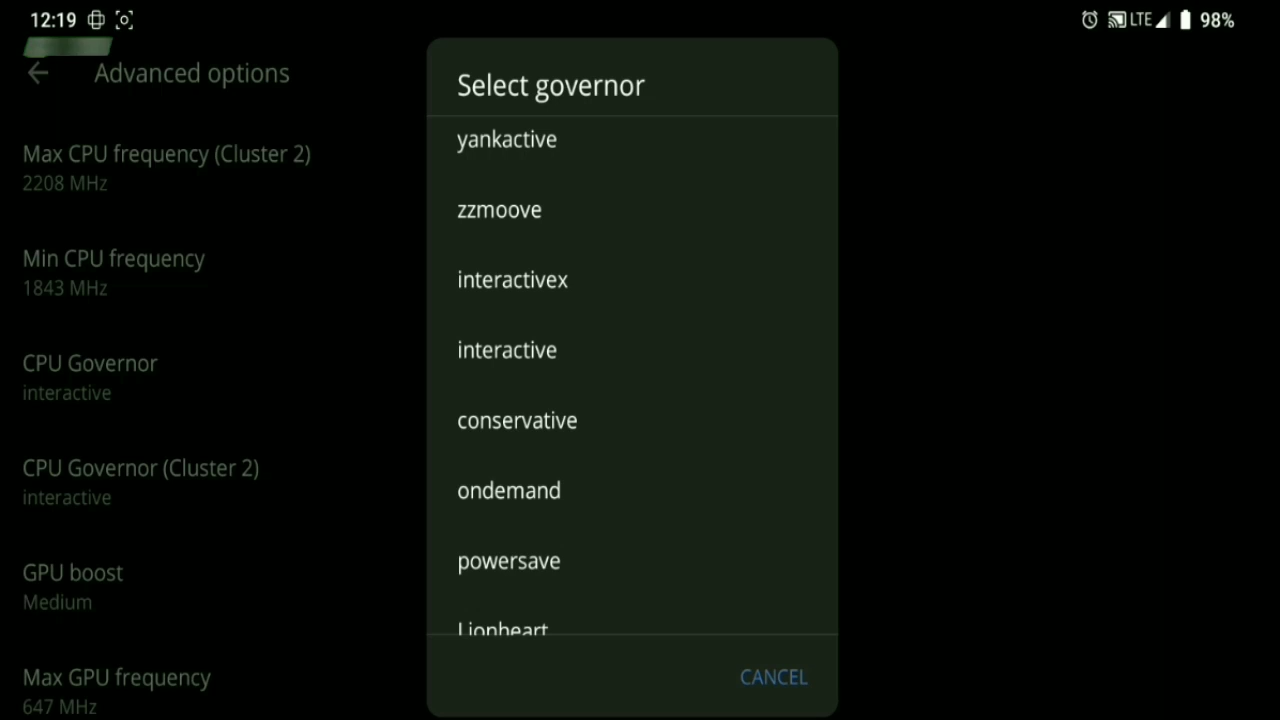 12:19
LTE 98%
Advanced options
Max CPU frequency (Cluster 2)
2208 MHz
Min CPU frequency
1843 MHz
CPU Governor
interactive
CPU Governor (Cluster 2)
interactive
GPU boost
Medium
Max GPU frequency
647 MHz
Select governor
yankactive
zzmoove
interactivex
interactive
conservative
ondemand
powersave
Lionheart
CANCEL